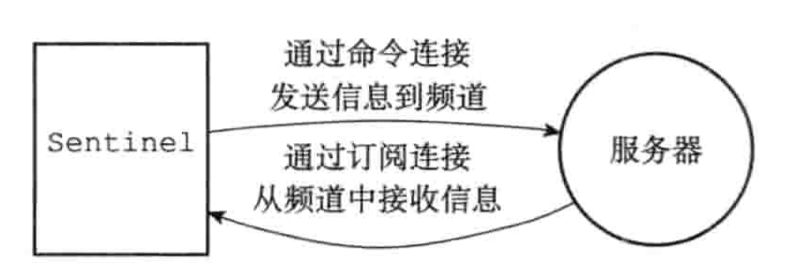 通过命令连接
发送信息到频道
Sentinel
通过订阅连接
从频道中接收信息
服务器